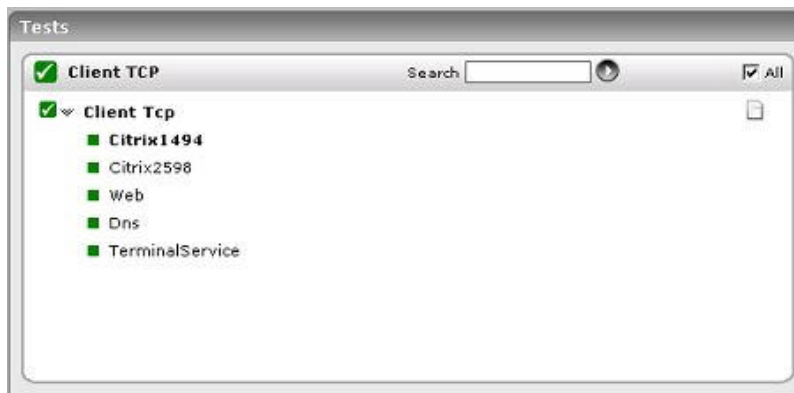 Tests
Client TCP Search All
Client Tcp
Citrix1494
Citrix2598
Web
Dns
TerminalService